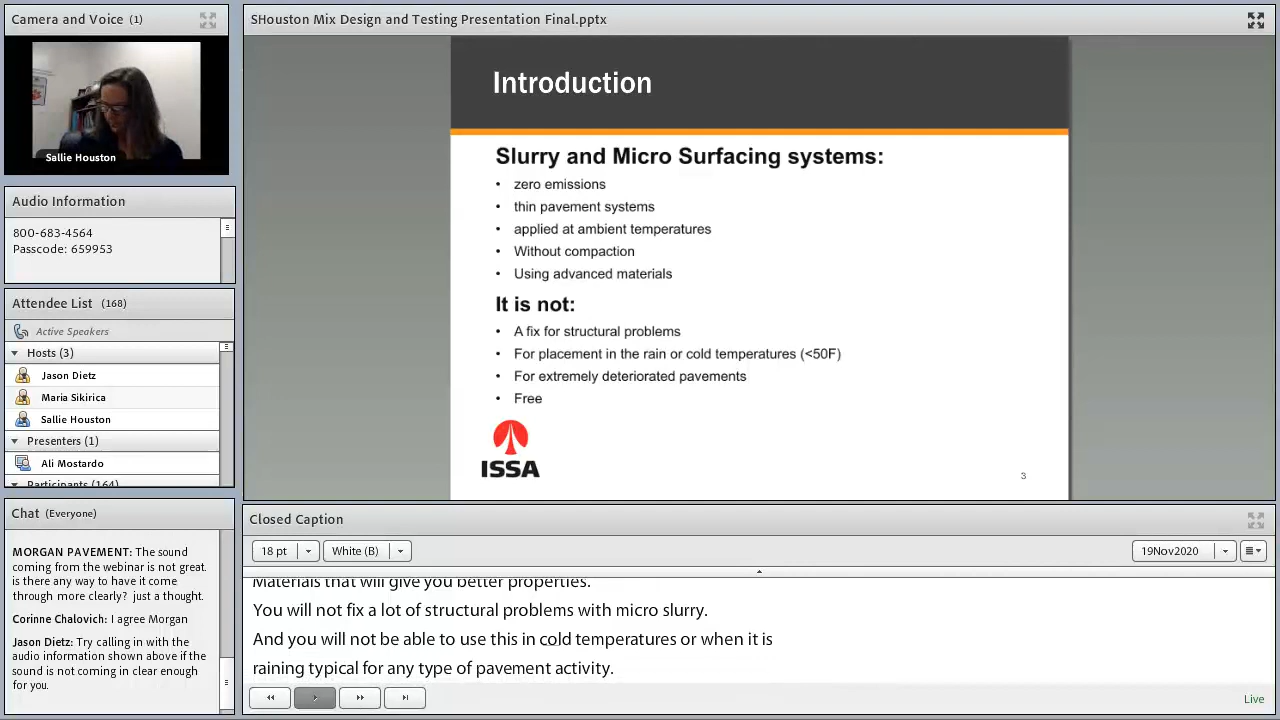 Camera and Voice (1)
Sallie Houston
Audio Information
800-683-4564
Passcode: 659953
Attendee List (168)
Active Speakers
Hosts (3)
Jason Dietz
Maria Sikirica
Sallie Houston
Presenters (1)
Ali Mostardo
Participants (164)
Chat (Everyone)
MORGAN PAVEMENT: The sound
coming from the webinar is not great.
is there any way to have it come
through more clearly? just a thought.
Corinne Chalovich: I agree Morgan
Jason Dietz: Try calling in with the
audio information shown above if the
sound is not coming in clear enough
for you.
SHouston Mix Design and Testing Presentation Final.pptx
Introduction
Slurry and Micro Surfacing systems:
• zero emissions
• thin pavement systems
• applied at ambient temperatures
• Without compaction
• Using advanced materials
It is not:
• A fix for structural problems
• For placement in the rain or cold temperatures (<50F)
• For extremely deteriorated pavements
• Free
ISSA
3
Closed Caption
18 pt
White (B)
19Nov2020
Materials that will give you better properties.
You will not fix a lot of structural problems with micro slurry.
And you will not be able to use this in cold temperatures or when it is
raining typical for any type of pavement activity.
Live